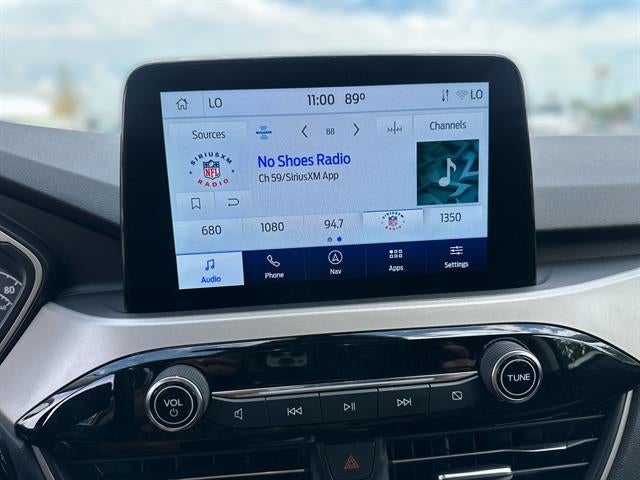 LO 11:00 89° LO
Sources 88 Channels
SIRIUSXM
NFL
RADIO
No Shoes Radio
Ch 59/SiriusXM App
680 1080 94.7 1350
Audio Phone Nav Apps Settings
80
VOL TUNE